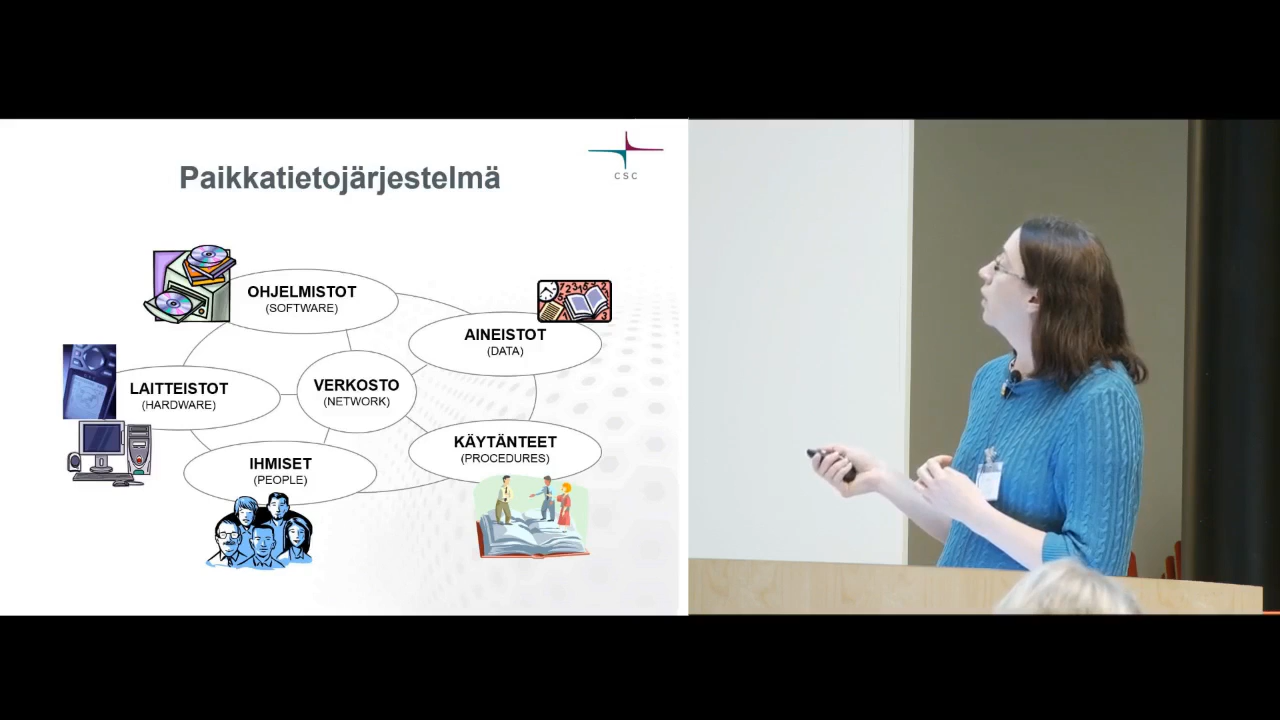 CSC
Paikkatietojärjestelmä
OHJELMISTOT
(SOFTWARE)
AINEISTOT
(DATA)
LAITTEISTOT
(HARDWARE)
VERKOSTO
(NETWORK)
KÄYTÄNTEET
(PROCEDURES)
IHMISET
(PEOPLE)